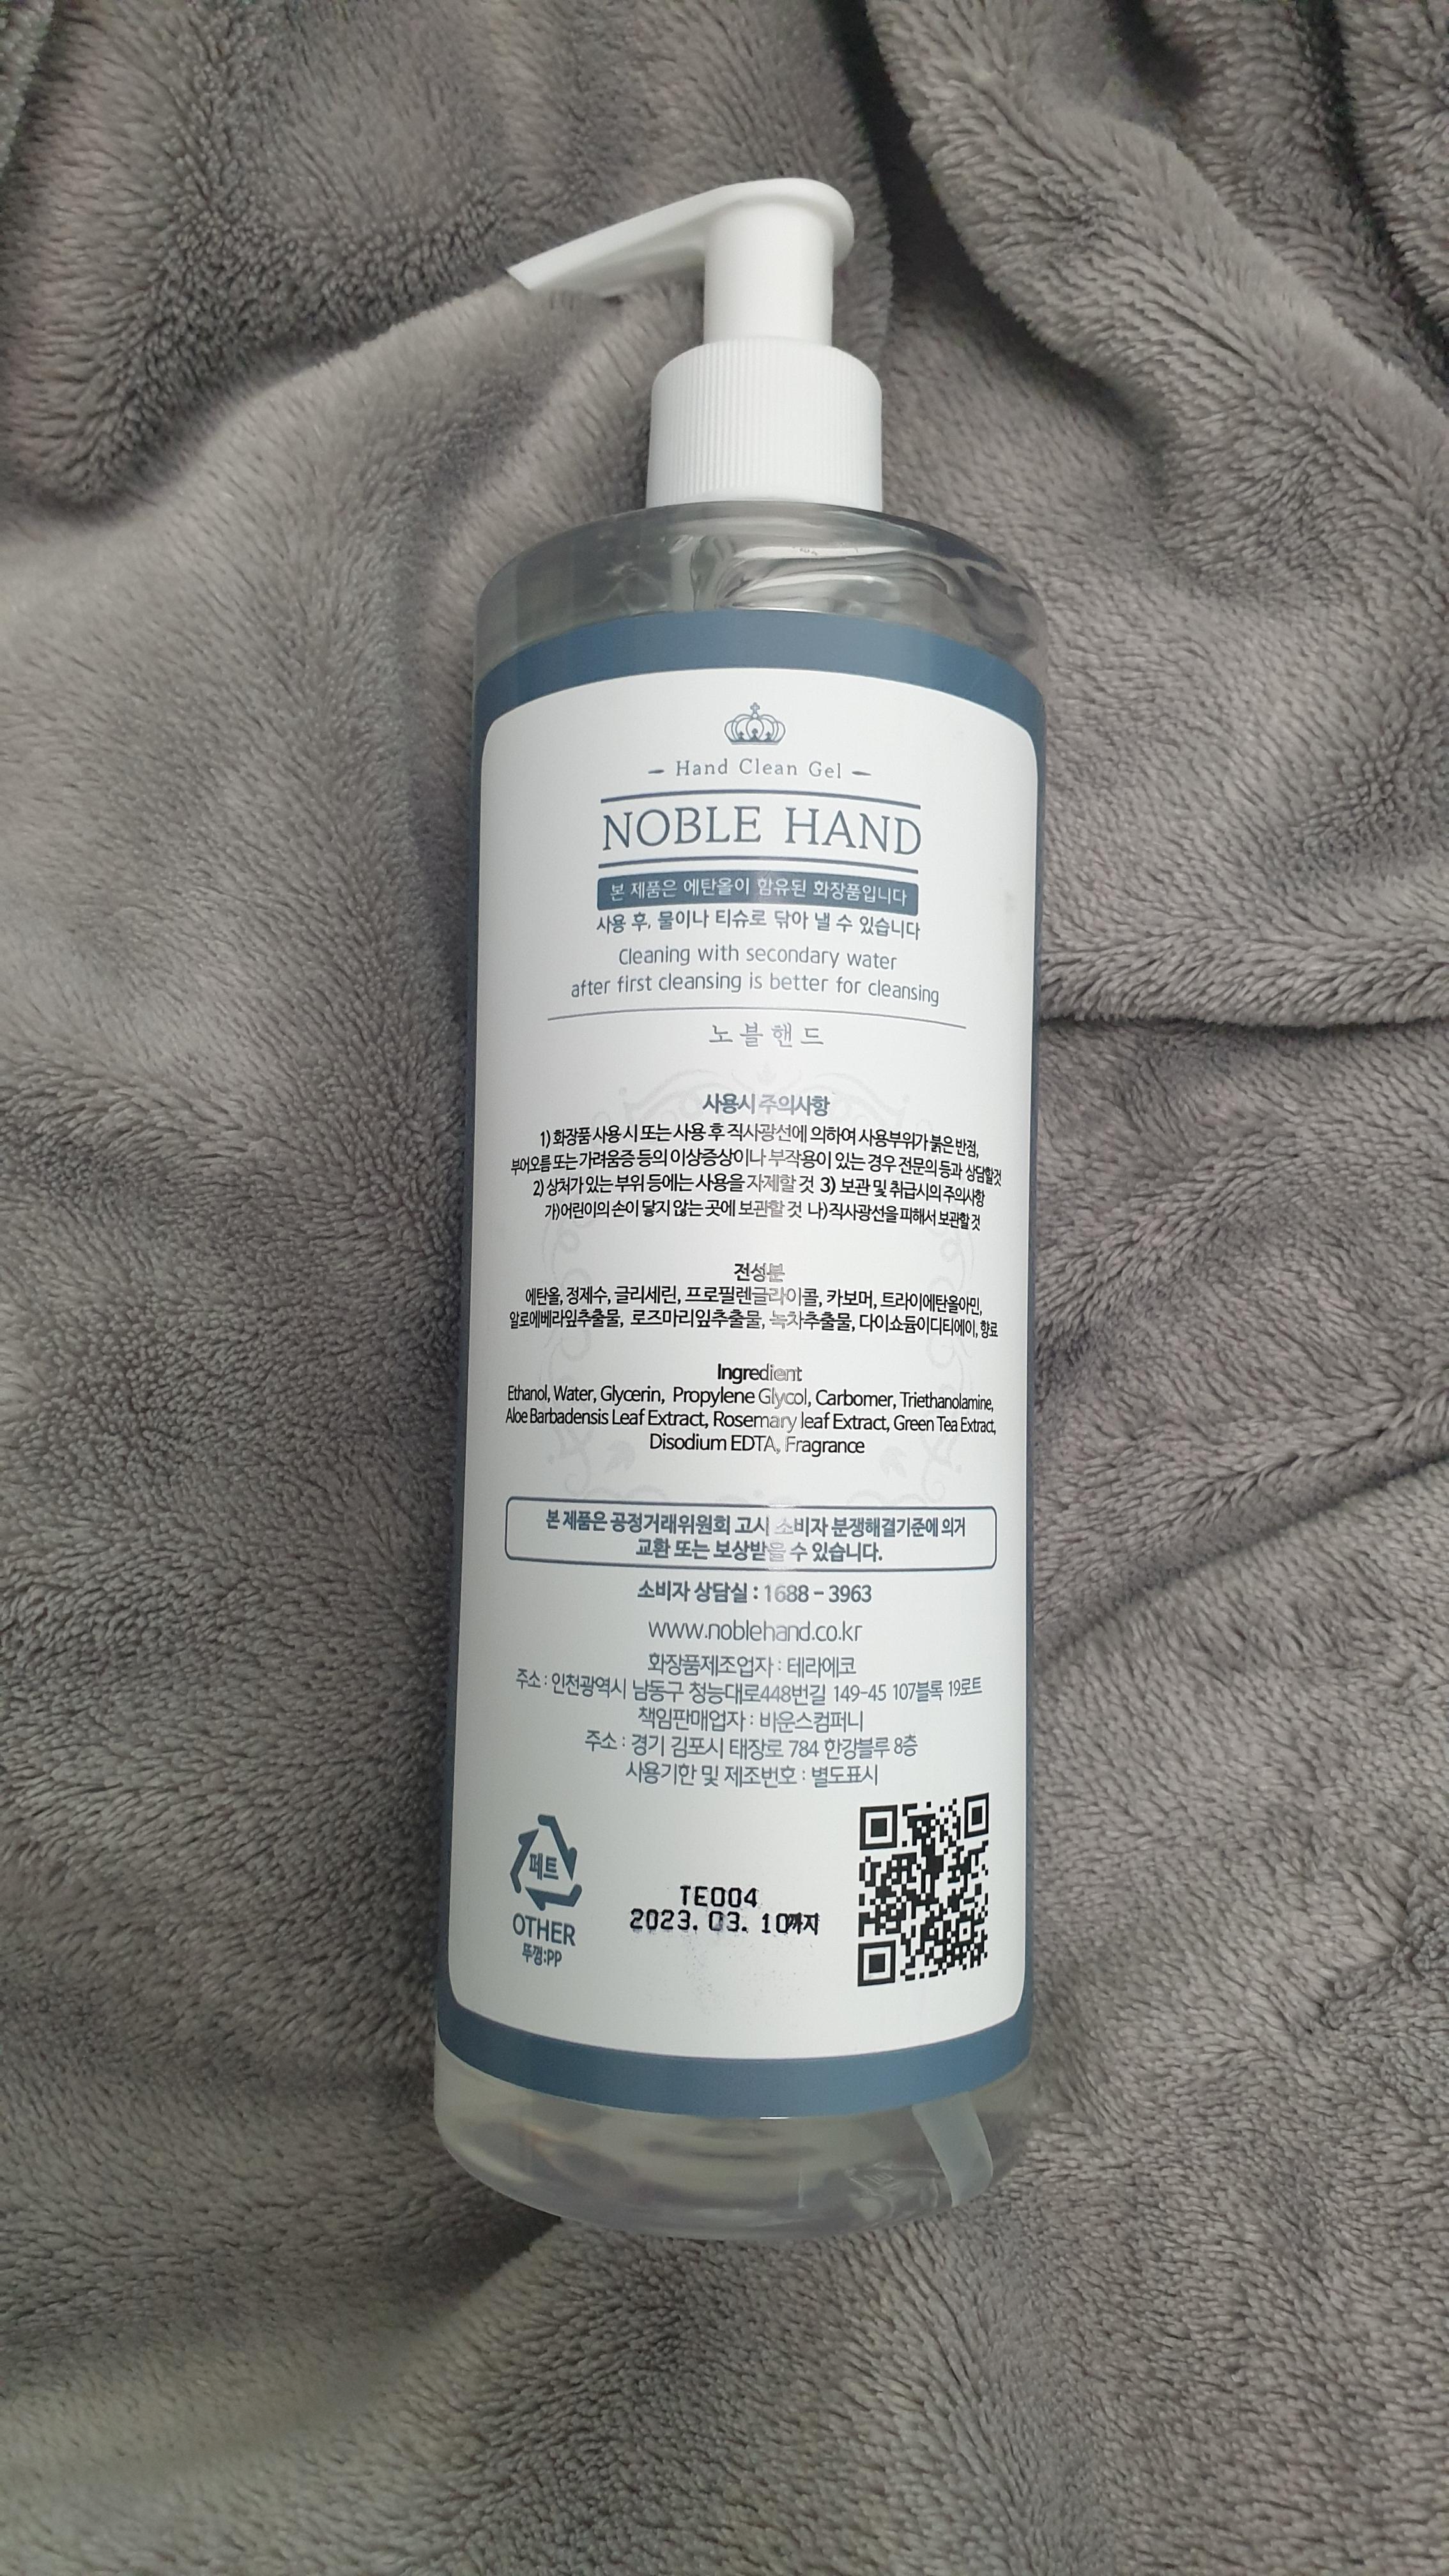 Hand Clean Gel
NOBLE HAND
본 제품은 에탄올이 함유된 화장품입니다
사용 후, 물이나 티슈로 닦아 낼 수 있습니다
Cleaning with secondary water
after first cleansing is better for cleansing
노블핸드
사용시 주의사항
1) 화장품 사용 시 또는 사용 후 직사광선에 의하여 사용부위가 붉은 반점,
부어오름 또는 가려움증 등의 이상증상이나 부작용이 있는 경우 전문의 등과 상담할것
2) 상처가 있는 부위 등에는 사용을 자제할 것 3) 보관 및 취급시의 주의사항
가)어린이의 손이 닿지 않는 곳에 보관할 것 나)직사광선을 피해서 보관할 것
전성분
에탄올, 정제수, 글리세린, 프로필렌글라이콜, 카보머, 트라이에탄올아민,
알로에베라잎추출물, 로즈마리잎추출물, 녹차추출물, 다이쇼듐이디티에이, 향료
Ingredient
Ethanol, Water, Glycerin, Propylene Glycol, Carbomer, Triethanolamine,
Aloe Barbadensis Leaf Extract, Rosemary leaf Extract, Green Tea Extract,
Disodium EDTA, Fragrance
본 제품은 공정거래위원회 고시 소비자 분쟁해결기준에 의거
교환 또는 보상받을 수 있습니다.
소비자 상담실 : 1688 - 3963
www.noblehand.co.kr
화장품제조업자 : 테라에코
주소 : 인천광역시 남동구 청능대로448번길 149-45 107블록 19로트
책임판매업자 : 바운스컴퍼니
주소 : 경기 김포시 태장로 784 한강블루 8층
사용기한 및 제조번호 : 별도표시
페트
OTHER
뚜껑:PP
TE004
2023. 03. 10까지